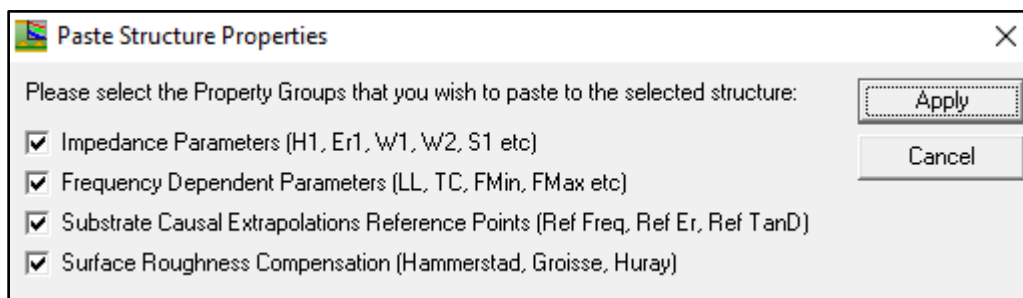 Paste Structure Properties
Please select the Property Groups that you wish to paste to the selected structure:
Apply
Impedance Parameters (H1, Er1, W1, W2, S1 etc)
Cancel
Frequency Dependent Parameters (LL, TC, FMin, FMax etc)
Substrate Causal Extrapolations Reference Points (Ref Freq, Ref Er, Ref TanD)
Surface Roughness Compensation (Hammerstad, Groisse, Huray)